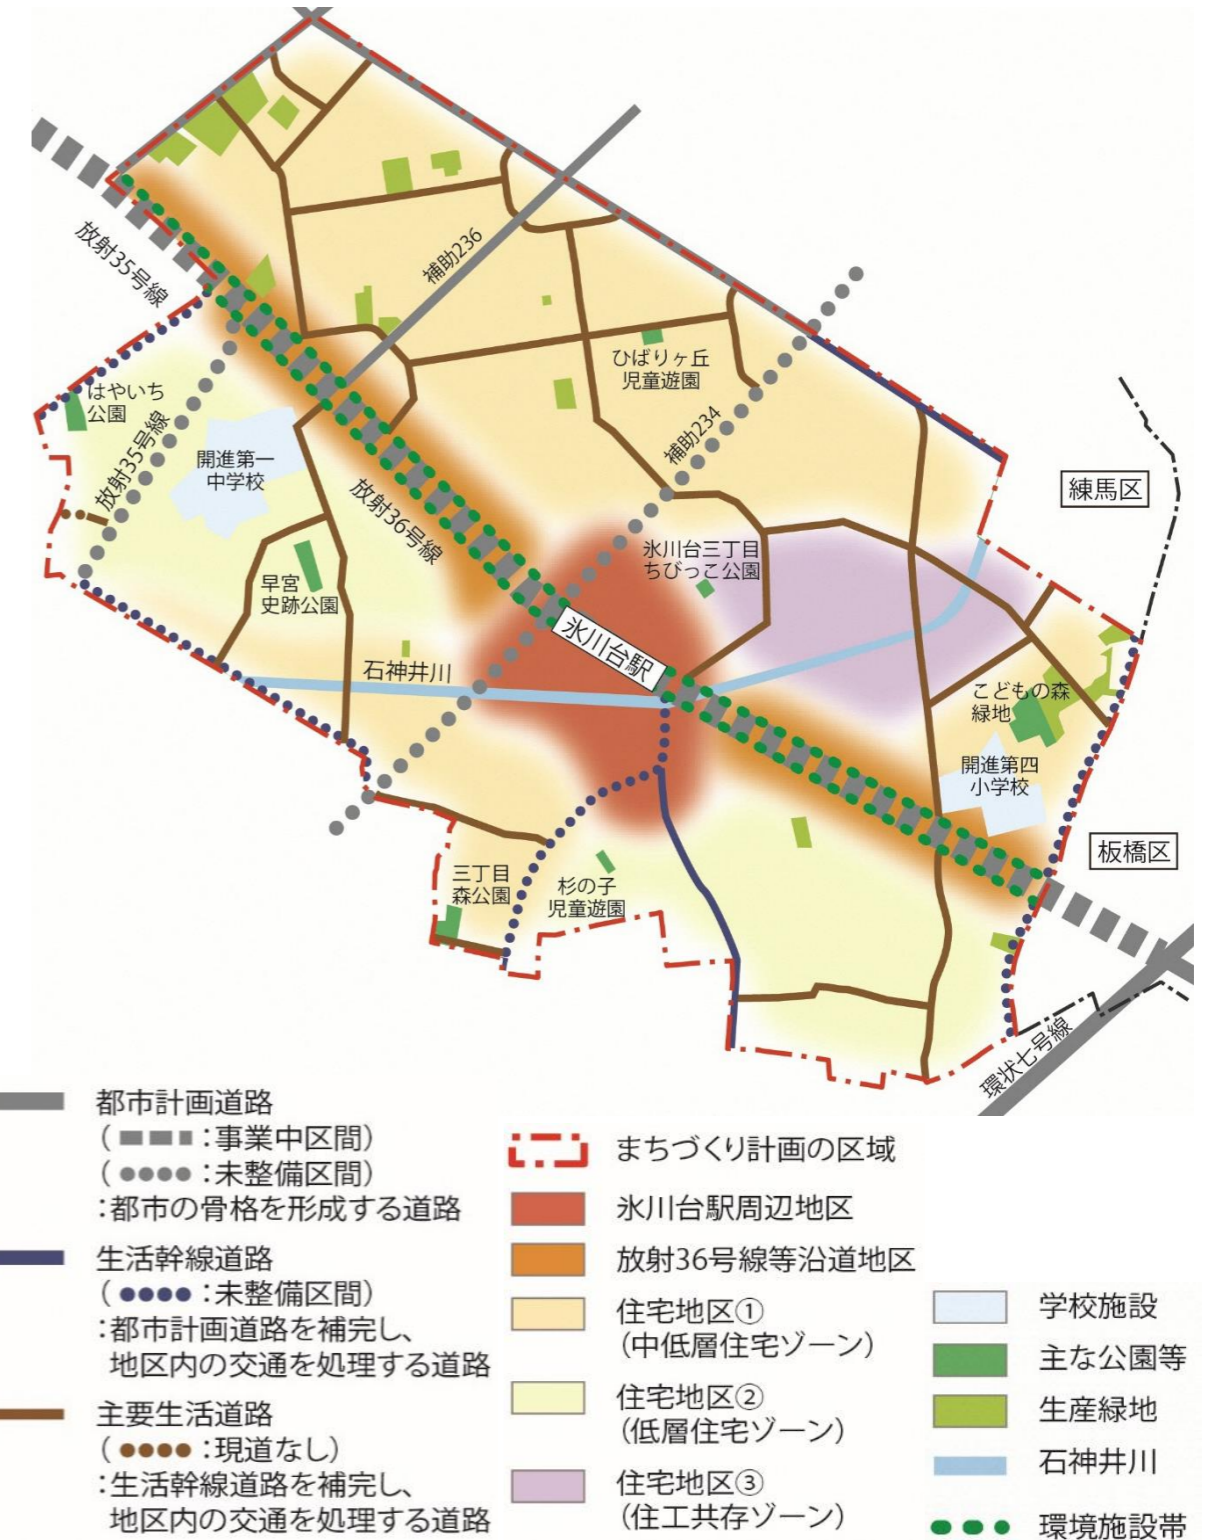 放射35号線
補助236
ひばりヶ丘
児童遊園
はやいち
公園
放射35号線
補助234
開進第一
中学校
放射36号線
練馬区
氷川台三丁目
ちびっこ公園
早宮
史跡公園
氷川台駅
石神井川
こどもの森
緑地
開進第四
小学校
板橋区
三丁目
森公園
杉の子
児童遊園
環状七号線
都市計画道路
(　:事業中区間)
(　:未整備区間)
:都市の骨格を形成する道路
生活幹線道路
(　:未整備区間)
:都市計画道路を補完し、
地区内の交通を処理する道路
主要生活道路
(　:現道なし)
:生活幹線道路を補完し、
地区内の交通を処理する道路
まちづくり計画の区域
氷川台駅周辺地区
放射36号線等沿道地区
住宅地区①
(中低層住宅ゾーン)
住宅地区②
(低層住宅ゾーン)
住宅地区③
(住工共存ゾーン)
学校施設
主な公園等
生産緑地
石神井川
環境施設帯